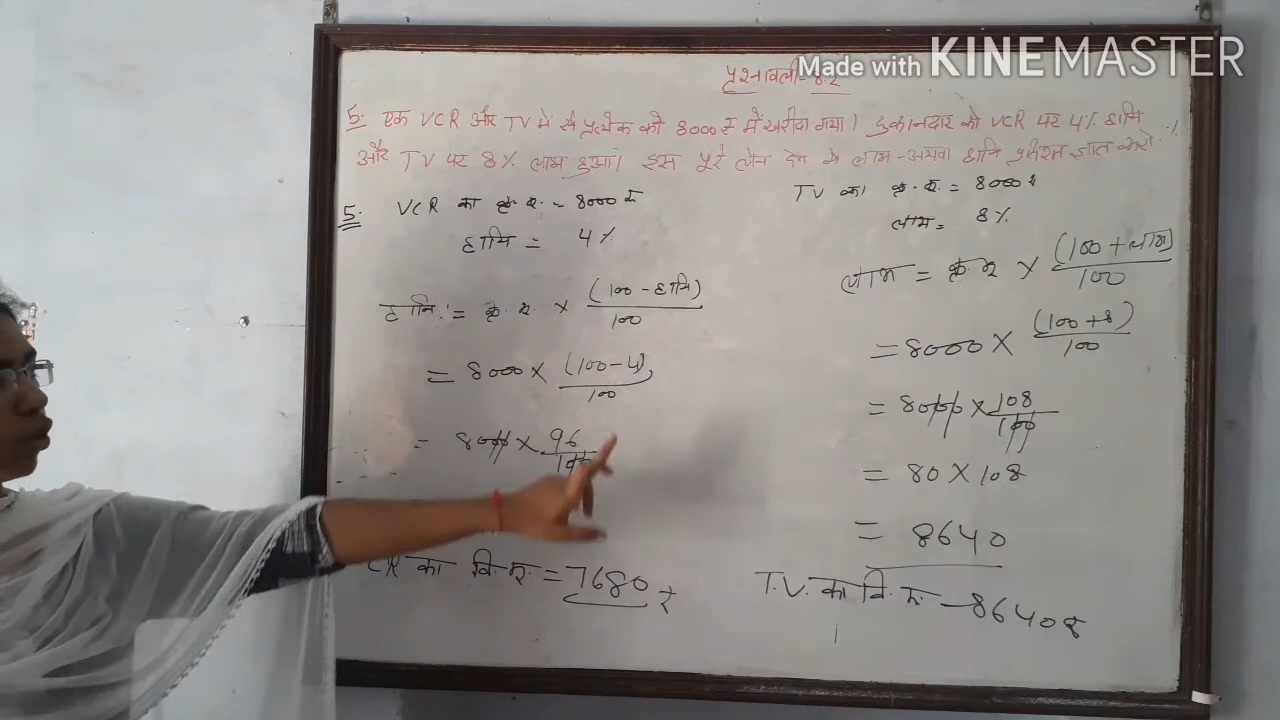 Made with KINEMASTER
प्रश्नावली- 8.2
5. एक VCR और TV में से प्रत्येक को 8000 ₹ में खरीदा गया। दुकानदार को VCR पर 4% हानि
और TV पर 8% लाभ हुआ। इस पूरे लेन देन में लाभ-अथवा हानि प्रतिशत ज्ञात करो.
5. VCR का क्र. मू. = 8000 ₹
हानि = 4%
हानि = क्र. मू. × (100 - हानि)
100
= 8000 × (100-4)
100
= 8000 × 96
CR का वि. मू. = 7680 ₹
TV का क्र. मू. = 8000 ₹
लाभ = 8%
लाभ = क्र. मू. × (100 + लाभ)
100
= 8000 × (100+8)
100
= 8000 × 108
100
= 80 × 108
= 8640
T.V. का वि. मू. - 8640 ₹